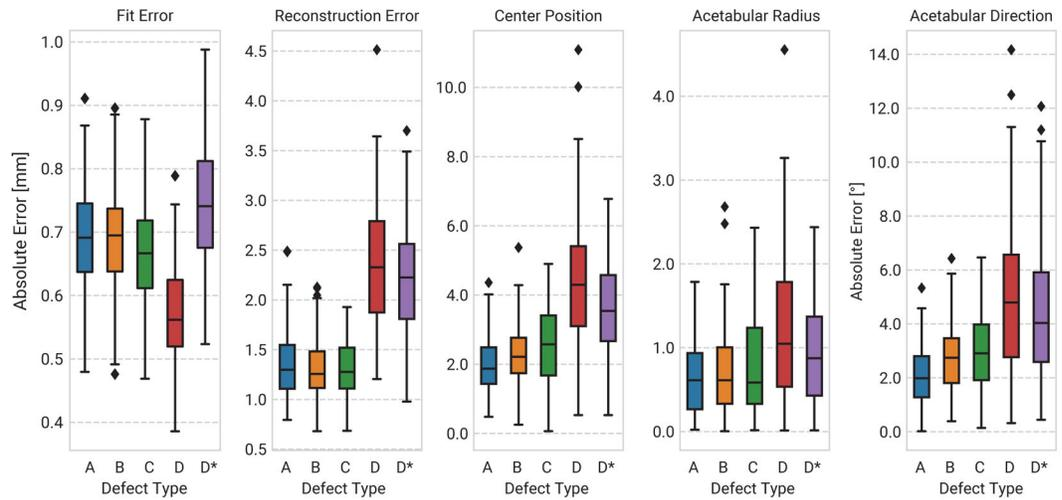 Fit Error
Reconstruction Error
Center Position
Acetabular Radius
Acetabular Direction
Absolute Error [mm]
1.0
0.9
0.8
0.7
0.6
0.5
0.4
A B C D D*
Defect Type
4.5
4.0
3.5
3.0
2.5
2.0
1.5
1.0
0.5
A B C D D*
Defect Type
10.0
8.0
6.0
4.0
2.0
0.0
A B C D D*
Defect Type
4.0
3.0
2.0
1.0
0.0
A B C D D*
Defect Type
Absolute Error [°]
14.0
12.0
10.0
8.0
6.0
4.0
2.0
0.0
A B C D D*
Defect Type